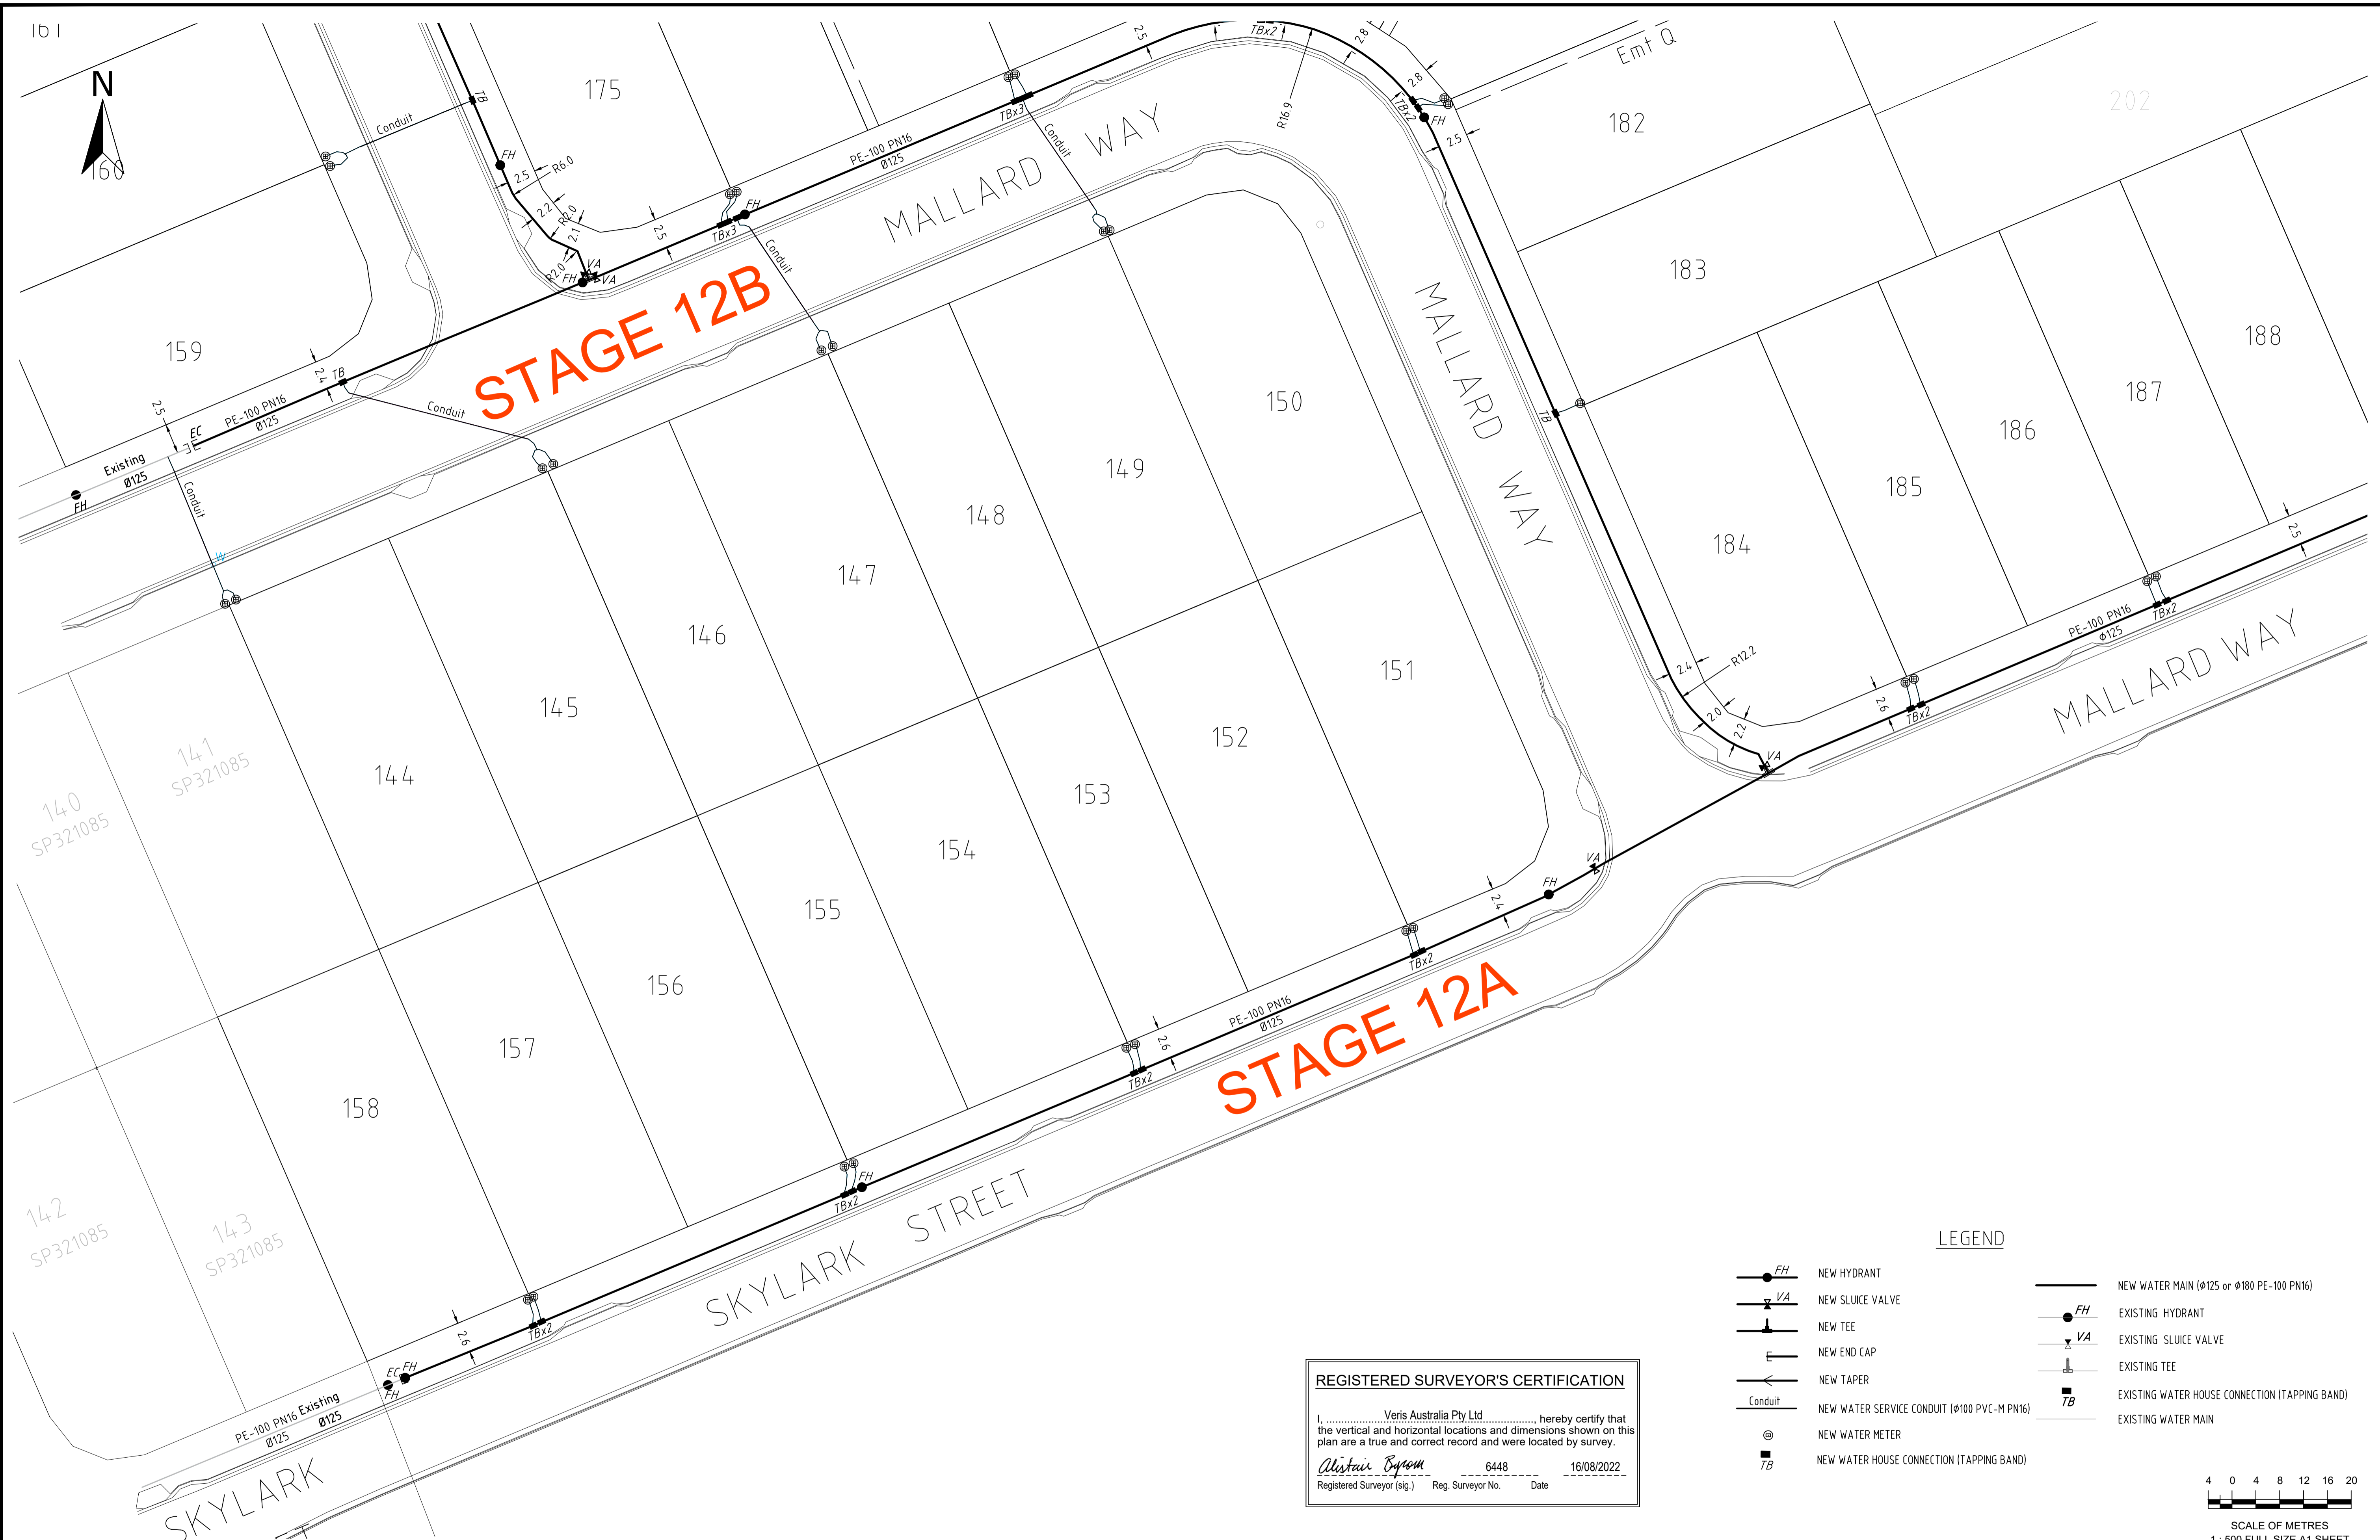 161
N
160
TB
Conduit
175
FH
2.5
R6.0
2.2
R2.0
2.1
R2.0
VA
FH
VA
2.5
TBx3
FH
Conduit
PE-100 PN16
Ø125
TBx3
Conduit
2.5
TBx2
R16.9
2.8
2.8
TBx2
FH
2.5
Emt Q
182
202
MALLARD WAY
STAGE 12B
159
2.4
TB
2.5
EC
PE-100 PN16
Ø125
Existing
Ø125
FH
Conduit
Conduit
W
183
188
187
186
185
184
TB
MALLARD WAY
150
149
148
147
146
145
144
151
152
153
154
155
156
157
158
141
SP321085
140
SP321085
142
SP321085
143
SP321085
2.4
R12.2
2.0
2.2
VA
2.6
TBx2
PE-100 PN16
Ø125
TBx2
2.5
MALLARD WAY
VA
FH
2.4
TBx2
PE-100 PN16
Ø125
2.6
TBx2
STAGE 12A
FH
TBx2
SKYLARK STREET
TBx2
2.6
EC
FH
FH
PE-100 PN16 Existing
Ø125
Ø125
SKYLARK
T
LEGEND
FH NEW HYDRANT
VA NEW SLUICE VALVE
NEW TEE
NEW END CAP
NEW TAPER
Conduit NEW WATER SERVICE CONDUIT (Ø100 PVC-M PN16)
NEW WATER METER
TB NEW WATER HOUSE CONNECTION (TAPPING BAND)
NEW WATER MAIN (Ø125 or Ø180 PE-100 PN16)
FH EXISTING HYDRANT
VA EXISTING SLUICE VALVE
EXISTING TEE
TB EXISTING WATER HOUSE CONNECTION (TAPPING BAND)
EXISTING WATER MAIN
REGISTERED SURVEYOR'S CERTIFICATION
I, Veris Australia Pty Ltd, hereby certify that
the vertical and horizontal locations and dimensions shown on this
plan are a true and correct record and were located by survey.
Alistair Byrom 6448 16/08/2022
Registered Surveyor (sig.) Reg. Surveyor No. Date
4 0 4 8 12 16 20
SCALE OF METRES
1 : 500 FULL SIZE A1 SHEET